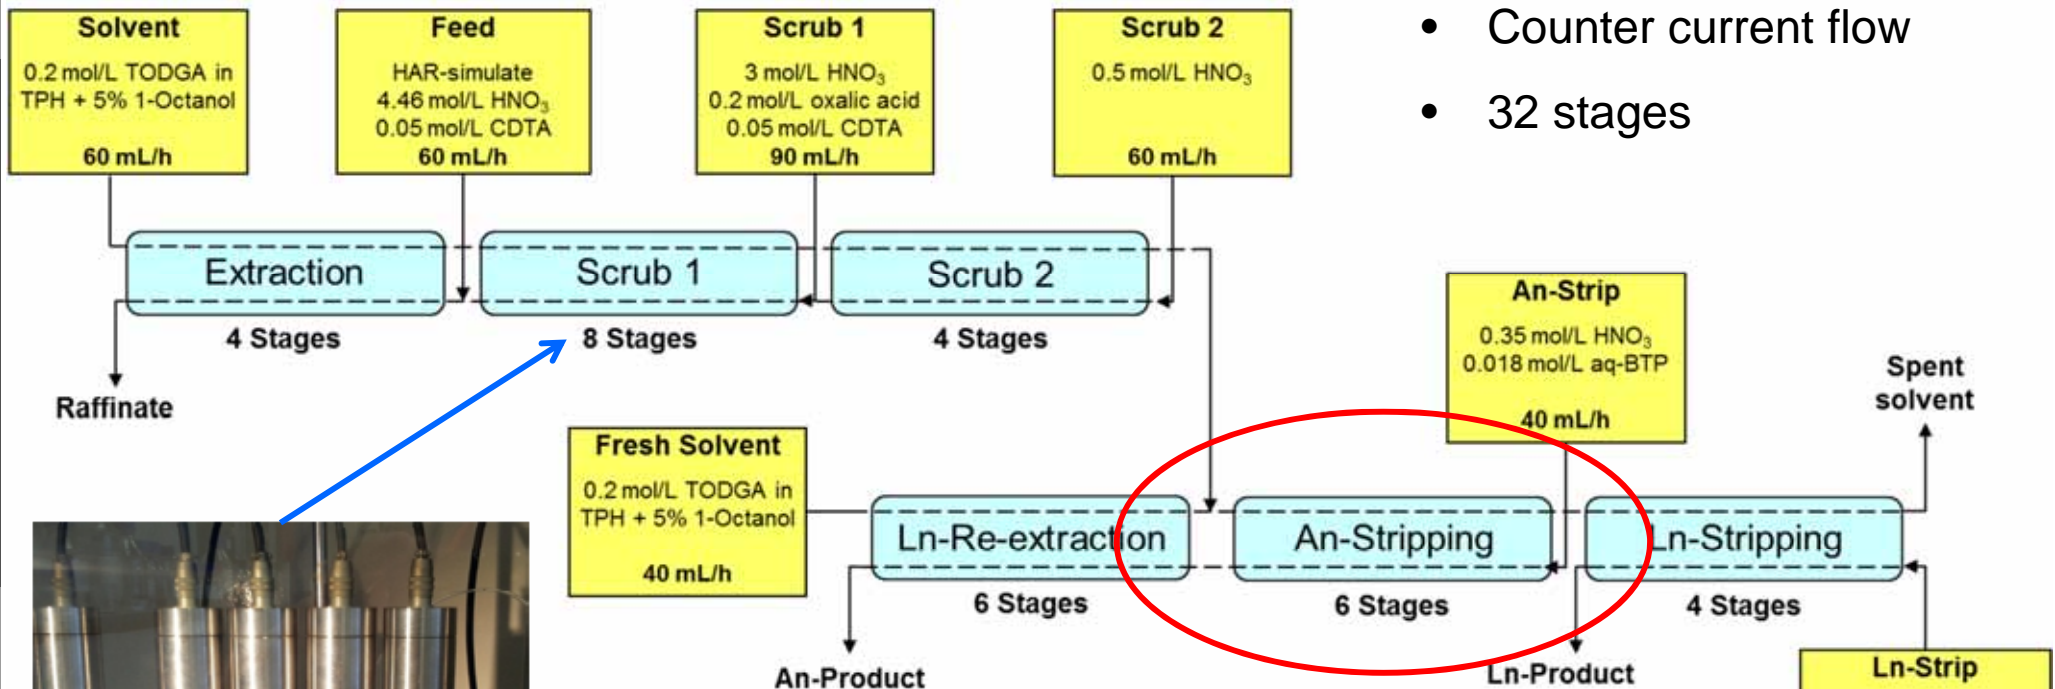 Solvent
0.2 mol/L TODGA in
TPH + 5% 1-Octanol
60 mL/h
Feed
HAR-simulate
4.46 mol/L HNO₃
0.05 mol/L CDTA
60 mL/h
Scrub 1
3 mol/L HNO₃
0.2 mol/L oxalic acid
0.05 mol/L CDTA
90 mL/h
Scrub 2
0.5 mol/L HNO₃
60 mL/h
• Counter current flow
• 32 stages
Extraction
4 Stages
Scrub 1
8 Stages
Scrub 2
4 Stages
Raffinate
An-Strip
0.35 mol/L HNO₃
0.018 mol/L aq-BTP
40 mL/h
Spent
solvent
Fresh Solvent
0.2 mol/L TODGA in
TPH + 5% 1-Octanol
40 mL/h
Ln-Re-extraction
6 Stages
An-Stripping
6 Stages
Ln-Stripping
4 Stages
An-Product
Ln-Product
Ln-Strip